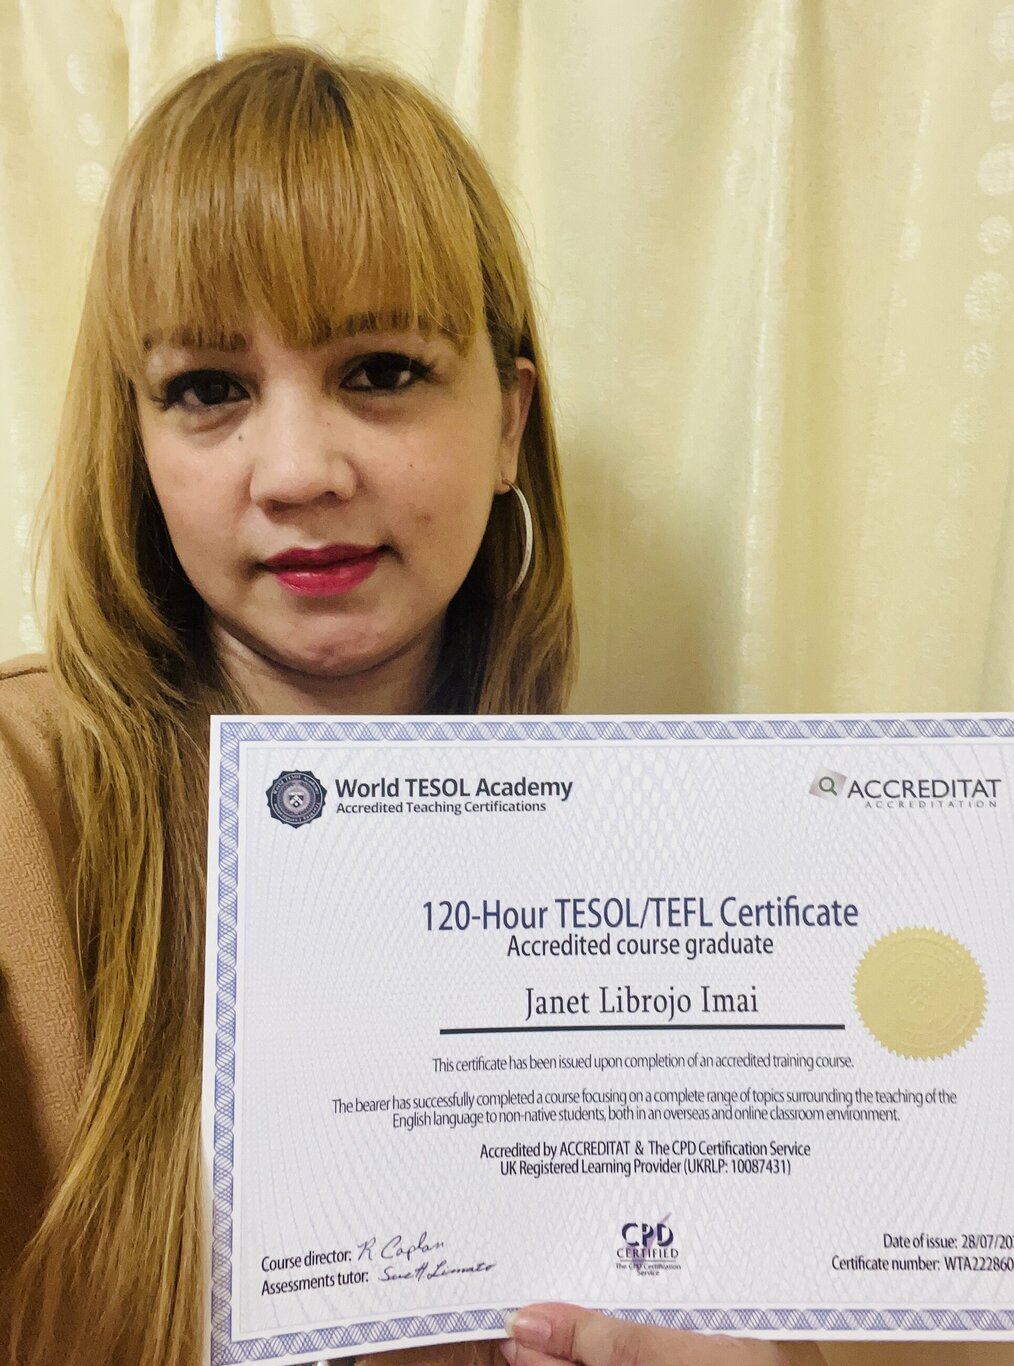 World TESOL Academy
Accredited Teaching Certifications
ACCREDITAT
ACCREDITATION
120-Hour TESOL/TEFL Certificate
Accredited course graduate
Janet Librojo Imai
This certificate has been issued upon completion of an accredited training course.
The bearer has successfully completed a course focusing on a complete range of topics surrounding the teaching of the
English language to non-native students, both in an overseas and online classroom environment.
Accredited by ACCREDITAT & The CPD Certification Service
UK Registered Learning Provider (UKRLP: 10087431)
Course director: R Caplan
Assessments tutor:
CPD
CERTIFIED
The CPD Certification
Service
Date of issue: 28/07/20
Certificate number: WTA222860